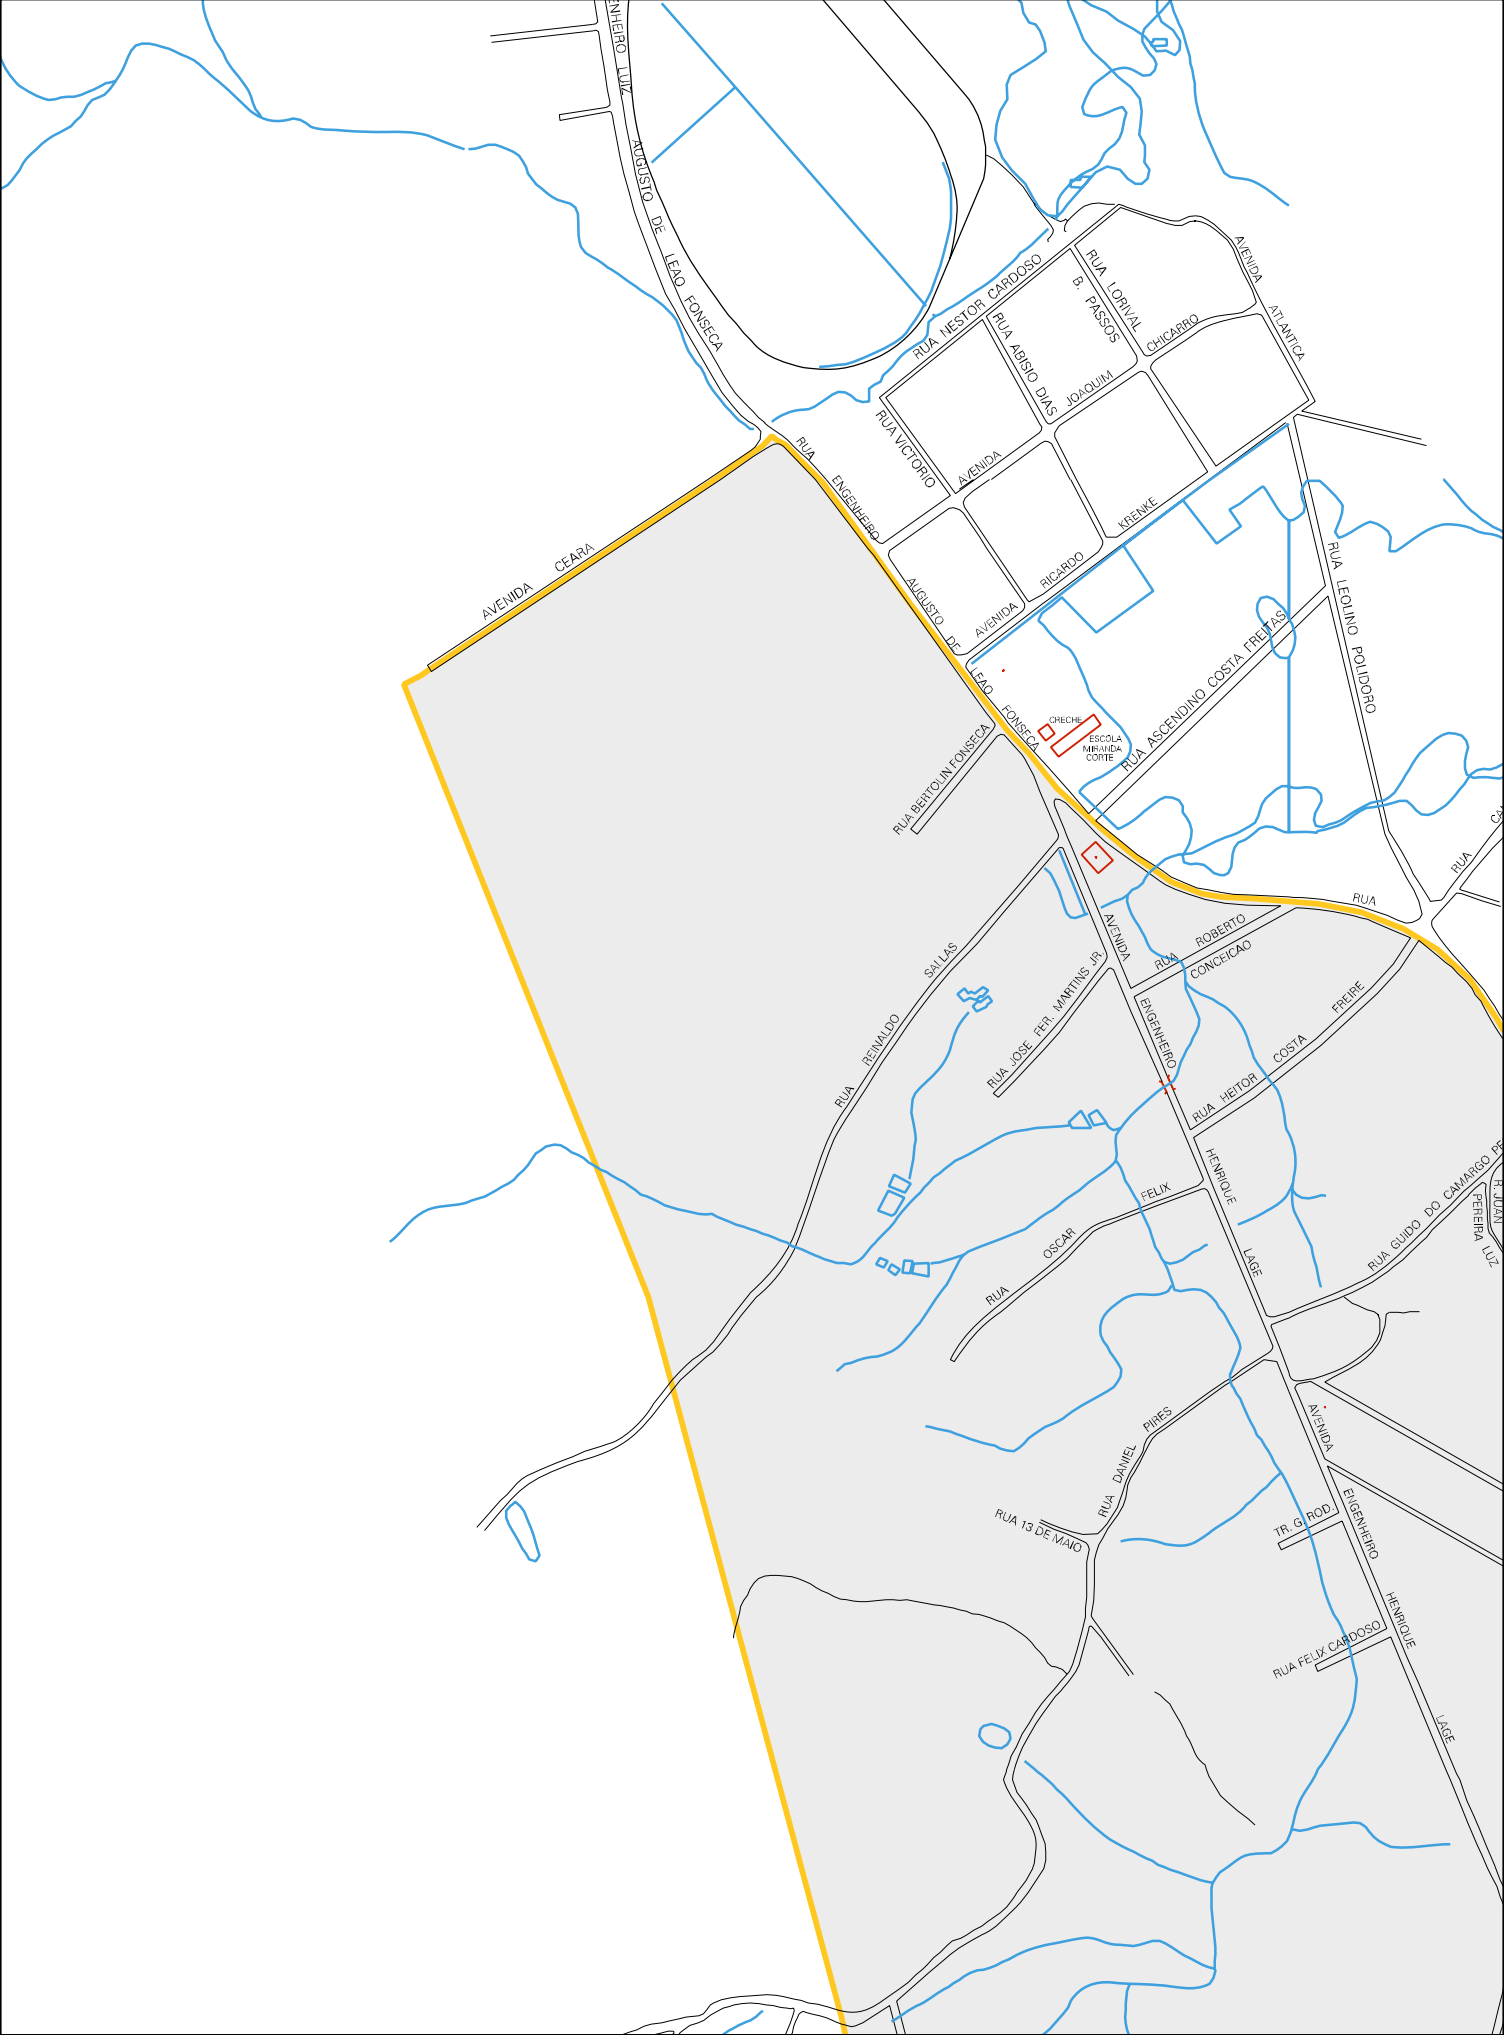 ENHEIRO LUIZ
AUGUSTO DE LEAO FONSECA
AVENIDA
ATLANTICA
RUA NESTOR CARDOSO
RUA LORIVAL
B. PASSOS
RUA ABISIO DIAS
CHICARRO
JOAQUIM
AVENIDA
RUA VICTORIO
RUA
ENGENHEIRO
AUGUSTO DE
LEAO
FONSECA
KRENKE
RICARDO
AVENIDA
AVENIDA CEARA
RUA LEOLINO POLIDORO
RUA ASCENDINO COSTA FREITAS
CRECHE
ESCOLA
MIRANDA
CORTE
RUA BERTOLIN FONSECA
RUA
RUA
RUA REINALDO SALLAS
AVENIDA
ENGENHEIRO
HENRIQUE
LAGE
RUA ROBERTO
CONCEICAO
RUA JOSE FER. MARTINS JR.
RUA HEITOR COSTA FREIRE
RUA OSCAR FELIX
RUA GUIDO DO CAMARGO PE
R. JUAN
PEREIRA LUZ
RUA DANIEL PIRES
RUA 13 DE MAIO
AVENIDA
ENGENHEIRO
HENRIQUE
LAGE
TR. G. ROD.
RUA FELIX CARDOSO